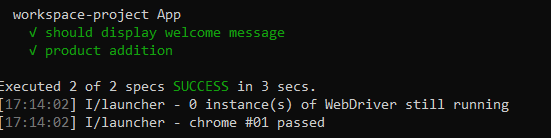 workspace-project App
√ should display welcome message
√ product addition
Executed 2 of 2 specs SUCCESS in 3 secs.
[17:14:02] I/launcher - 0 instance(s) of WebDriver still running
[17:14:02] I/launcher - chrome #01 passed